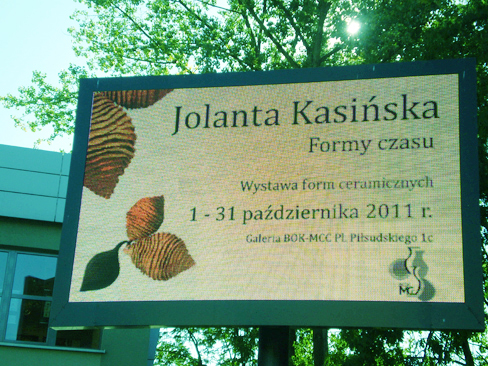 Jolanta Kasińska
Formy czasu
Wystawa form ceramicznych
1 - 31 października 2011 r.
Galeria BOK-MCC Pl. Piłsudskiego 1c